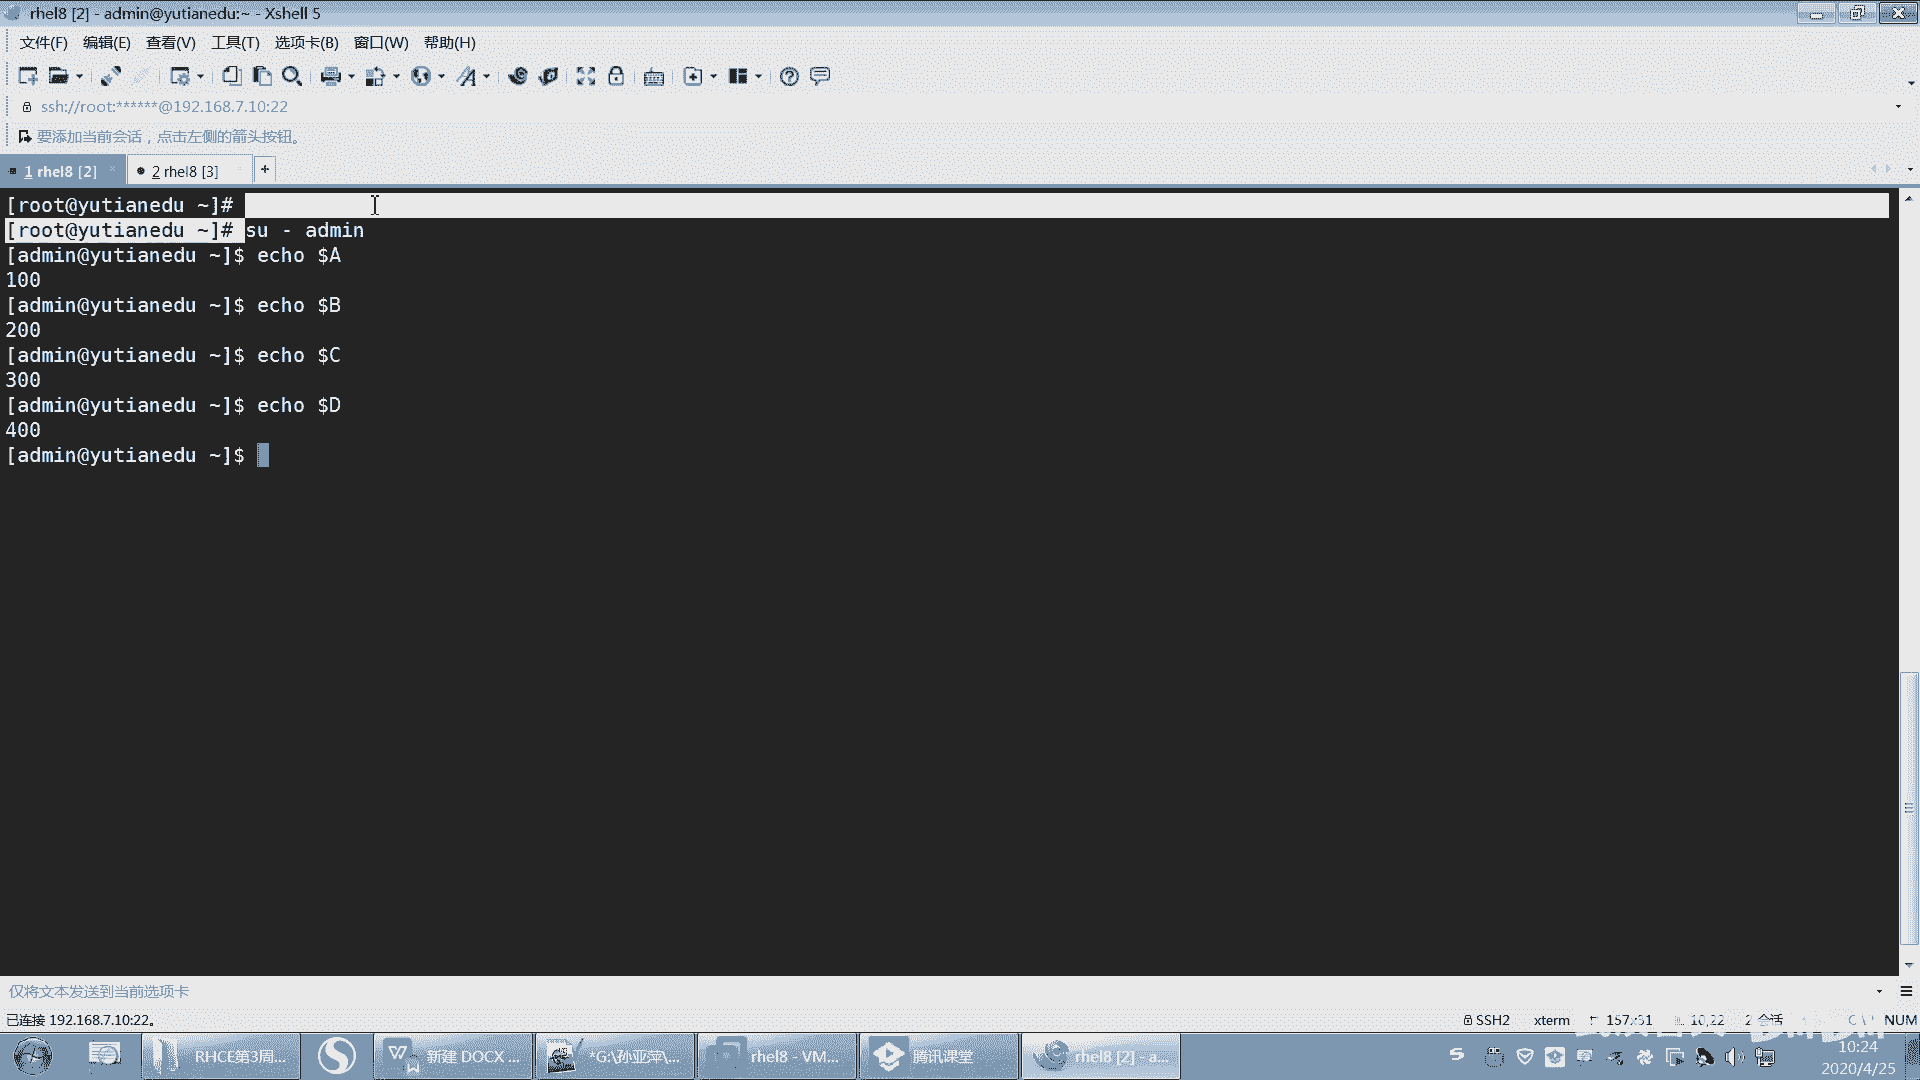 rhel8 [2] - admin@yutianedu:~ - Xshell 5
文件(F) 编辑(E) 查看(V) 工具(T) 选项卡(B) 窗口(W) 帮助(H)
ssh://root:******@192.168.7.10:22
要添加当前会话，点击左侧的箭头按钮。
1 rhel8 [2] 2 rhel8 [3] +
[root@yutianedu ~]#
[root@yutianedu ~]# su - admin
[admin@yutianedu ~]$ echo $A
100
[admin@yutianedu ~]$ echo $B
200
[admin@yutianedu ~]$ echo $C
300
[admin@yutianedu ~]$ echo $D
400
[admin@yutianedu ~]$
仅将文本发送到当前选项卡
已连接 192.168.7.10:22。 SSH2 xterm 10,22 2 会话 NUM
RHCE第3周... 新建 DOCX ... *G:\孙亚萍\... rhel8 - VM... 腾讯课堂 rhel8 [2] - a...
10:24
2020/4/25